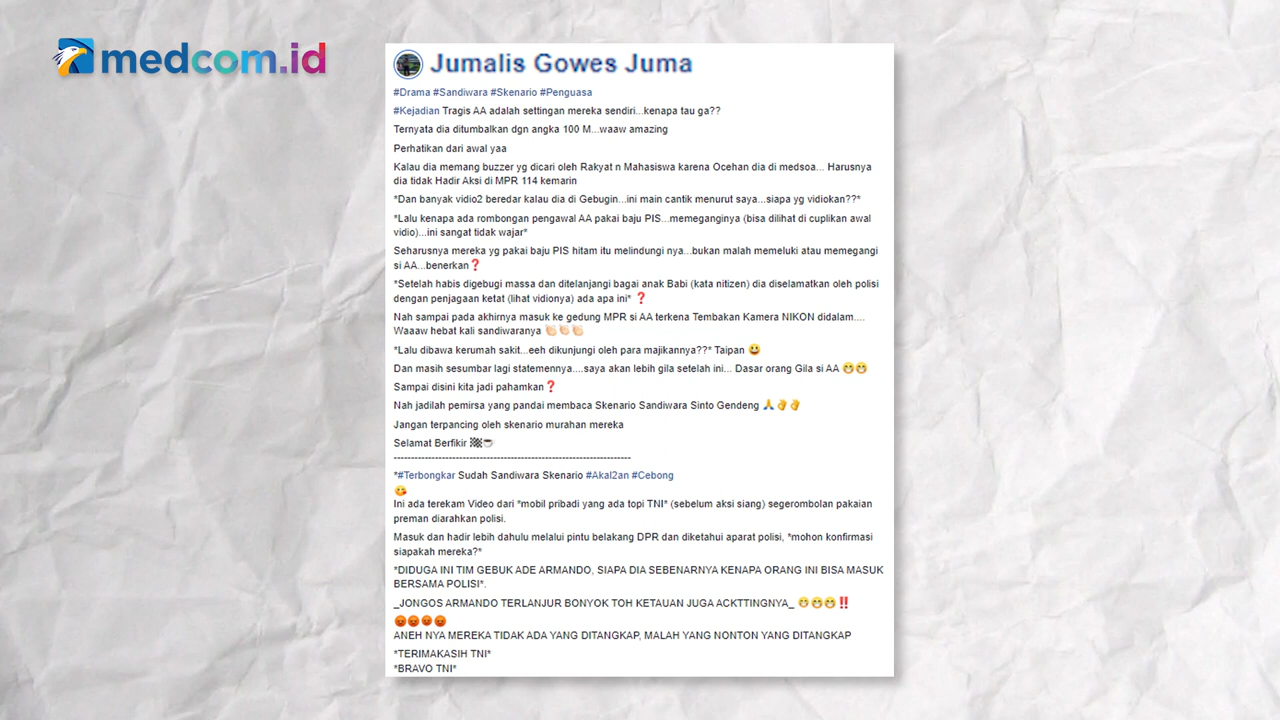 medcom.id
Jumalis Gowes Juma
#Drama #Sandiwara #Skenario #Penguasa
#Kejadian Tragis AA adalah settingan mereka sendiri...kenapa tau ga??
Ternyata dia ditumbalkan dgn angka 100 M...waaw amazing
Perhatikan dari awal yaa
Kalau dia memang buzzer yg dicari oleh Rakyat n Mahasiswa karena Ocehan dia di medsoa... Harusnya
dia tidak Hadir Aksi di MPR 114 kemarin
*Dan banyak vidio2 beredar kalau dia di Gebugin...ini main cantik menurut saya...siapa yg vidiokan??*
*Lalu kenapa ada rombongan pengawal AA pakai baju PIS...memeganginya (bisa dilihat di cuplikan awal
vidio)...ini sangat tidak wajar*
Seharusnya mereka yg pakai baju PIS hitam itu melindungi nya...bukan malah memeluki atau memegangi
si AA...benerkan❓
*Setelah habis digebugi massa dan ditelanjangi bagai anak Babi (kata nitizen) dia diselamatkan oleh polisi
dengan penjagaan ketat (lihat vidionya) ada apa ini* ❓
Nah sampai pada akhirnya masuk ke gedung MPR si AA terkena Tembakan Kamera NIKON didalam....
Waaaw hebat kali sandiwaranya 👏🏻👏🏻👏🏻
*Lalu dibawa kerumah sakit...eeh dikunjungi oleh para majikannya??* Taipan 😃
Dan masih sesumbar lagi statemennya....saya akan lebih gila setelah ini... Dasar orang Gila si AA 😁😁
Sampai disini kita jadi pahamkan❓
Nah jadilah pemirsa yang pandai membaca Skenario Sandiwara Sinto Gendeng 🙏👌👌
Jangan terpancing oleh skenario murahan mereka
Selamat Berfikir 🏁☕
----------------------------------------------------------------------
*#Terbongkar Sudah Sandiwara Skenario #Akal2an #Cebong
😋
Ini ada terekam Video dari *mobil pribadi yang ada topi TNI* (sebelum aksi siang) segerombolan pakaian
preman diarahkan polisi.
Masuk dan hadir lebih dahulu melalui pintu belakang DPR dan diketahui aparat polisi, *mohon konfirmasi
siapakah mereka?*
*DIDUGA INI TIM GEBUK ADE ARMANDO, SIAPA DIA SEBENARNYA KENAPA ORANG INI BISA MASUK
BERSAMA POLISI*.
_JONGOS ARMANDO TERLANJUR BONYOK TOH KETAUAN JUGA ACKTTINGNYA_ 😁😁😁‼️
😡😡😡😡
ANEH NYA MEREKA TIDAK ADA YANG DITANGKAP, MALAH YANG NONTON YANG DITANGKAP
*TERIMAKASIH TNI*
*BRAVO TNI*